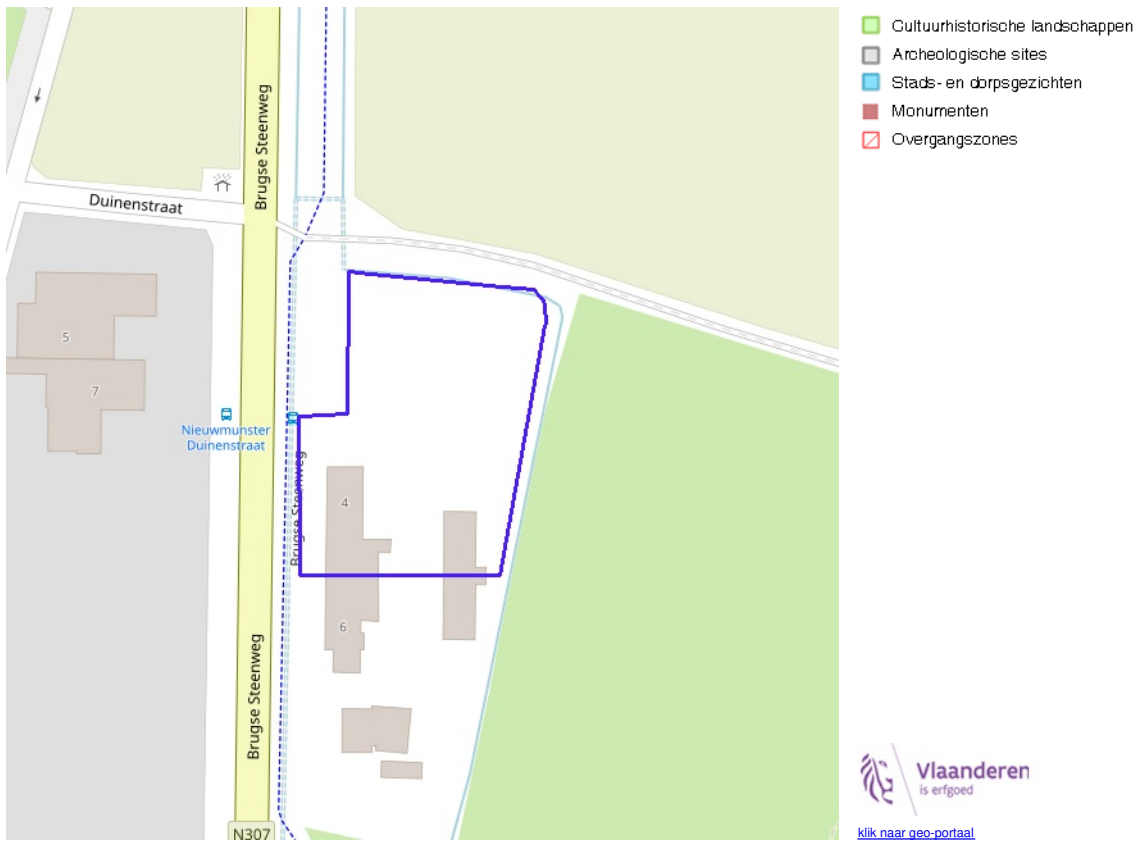 Brugse Steenweg
Duinenstraat
5
7
Nieuwmunster
Duinenstraat
Brugse Steenweg
4
6
Brugse Steenweg
N307
Cultuurhistorische landschappen
Archeologische sites
Stads- en dorpsgezichten
Monumenten
Overgangszones
Vlaanderen
is erfgoed
klik naar geo-portaal